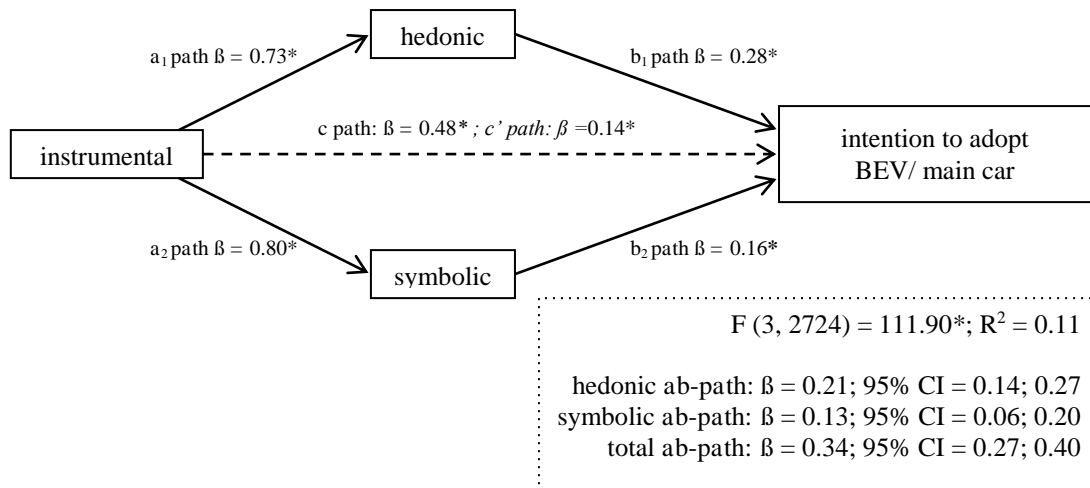 hedonic
a₁ path ß = 0.73*
b₁ path ß = 0.28*
c path: ß = 0.48* ; c' path: ß =0.14*
instrumental
intention to adopt
BEV/ main car
a₂ path ß = 0.80*
b₂ path ß = 0.16*
symbolic
F (3, 2724) = 111.90*; R² = 0.11
hedonic ab-path: ß = 0.21; 95% CI = 0.14; 0.27
symbolic ab-path: ß = 0.13; 95% CI = 0.06; 0.20
total ab-path: ß = 0.34; 95% CI = 0.27; 0.40